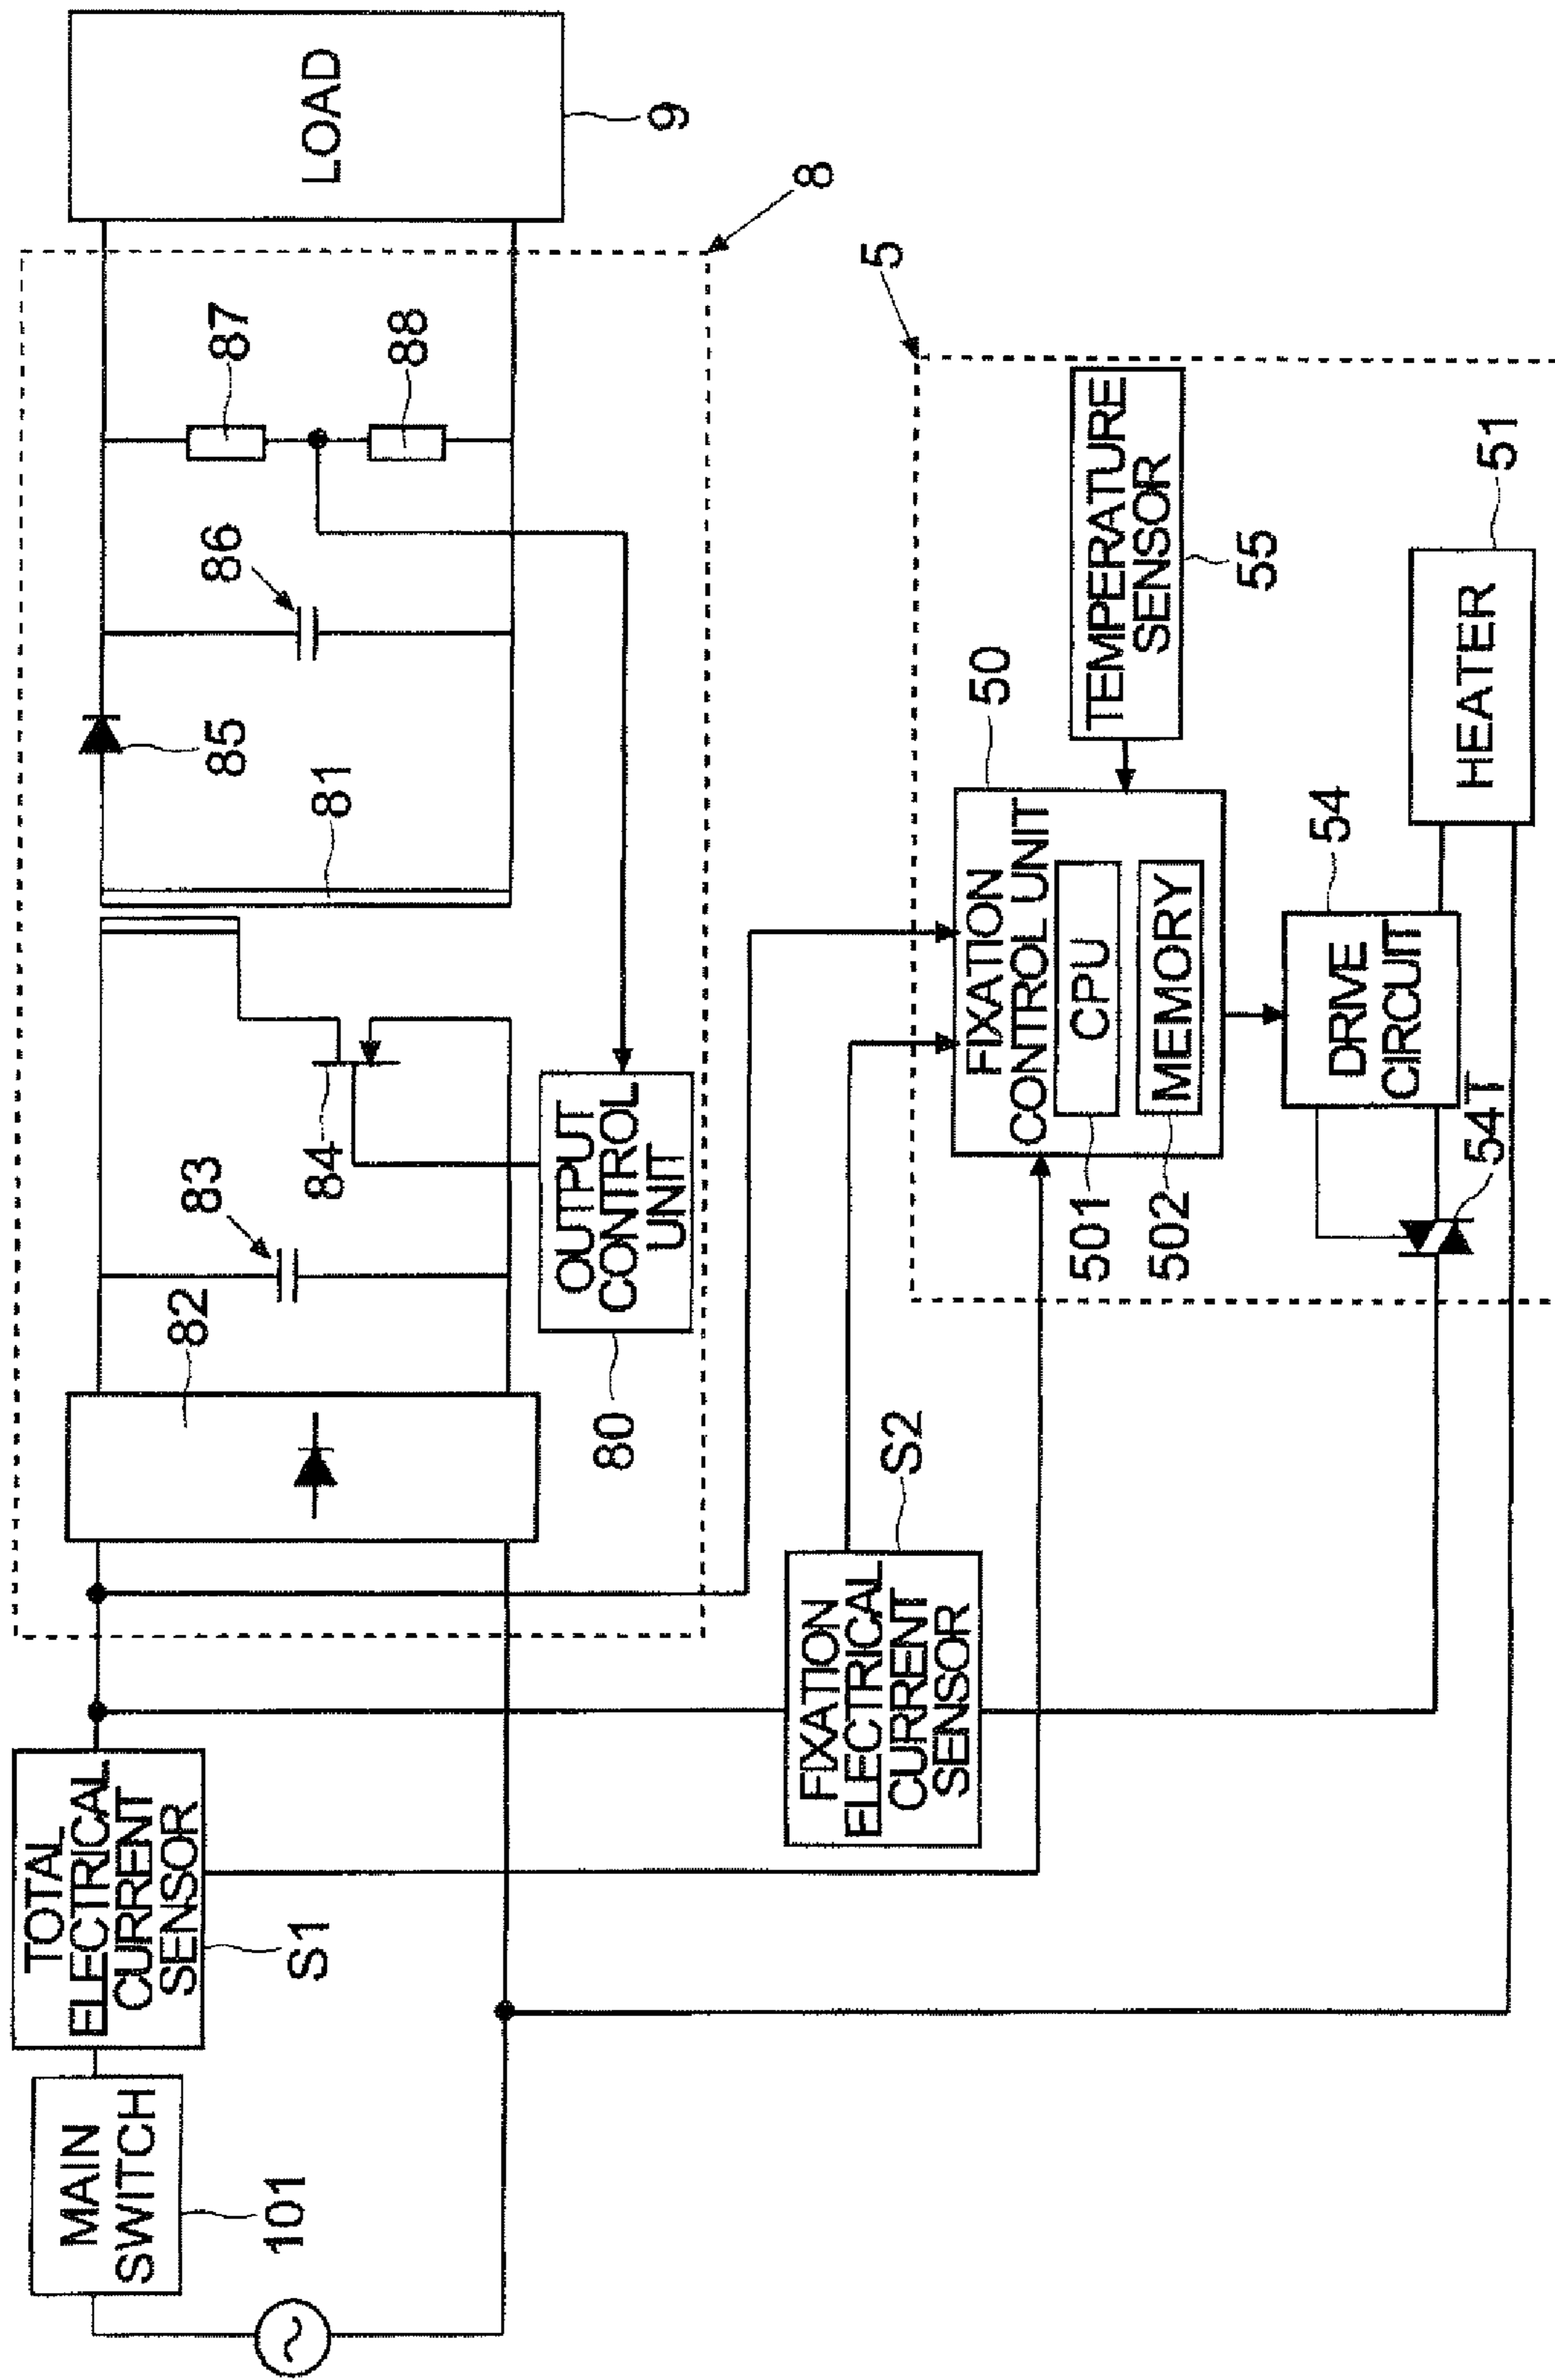 MAIN
SWITCH
101
TOTAL
ELECTRICAL
CURRENT
SENSOR
S1
82
83
84
OUTPUT
CONTROL
UNIT
80
81
85
86
87
88
LOAD
9
8
FIXATION
ELECTRICAL
CURRENT
SENSOR
S2
5
FIXATION
CONTROL UNIT
50
CPU
501
MEMORY
502
TEMPERATURE
SENSOR
55
DRIVE
CIRCUIT
54
54T
HEATER
51